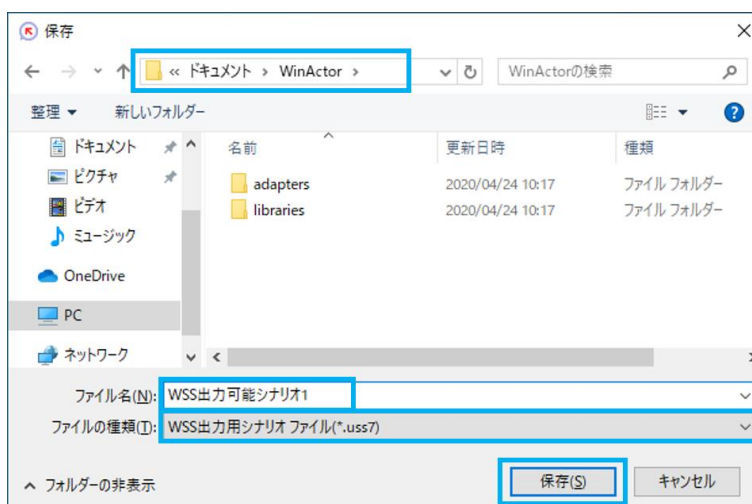 保存
« ドキュメント › WinActor ›
WinActorの検索
整理 新しいフォルダー
ドキュメント
ピクチャ
ビデオ
ミュージック
OneDrive
PC
ネットワーク
名前 更新日時 種類
adapters 2020/04/24 10:17 ファイル フォルダー
libraries 2020/04/24 10:17 ファイル フォルダー
ファイル名(N): WSS出力可能シナリオ1
ファイルの種類(T): WSS出力用シナリオ ファイル(*.uss7)
フォルダーの非表示 保存(S) キャンセル